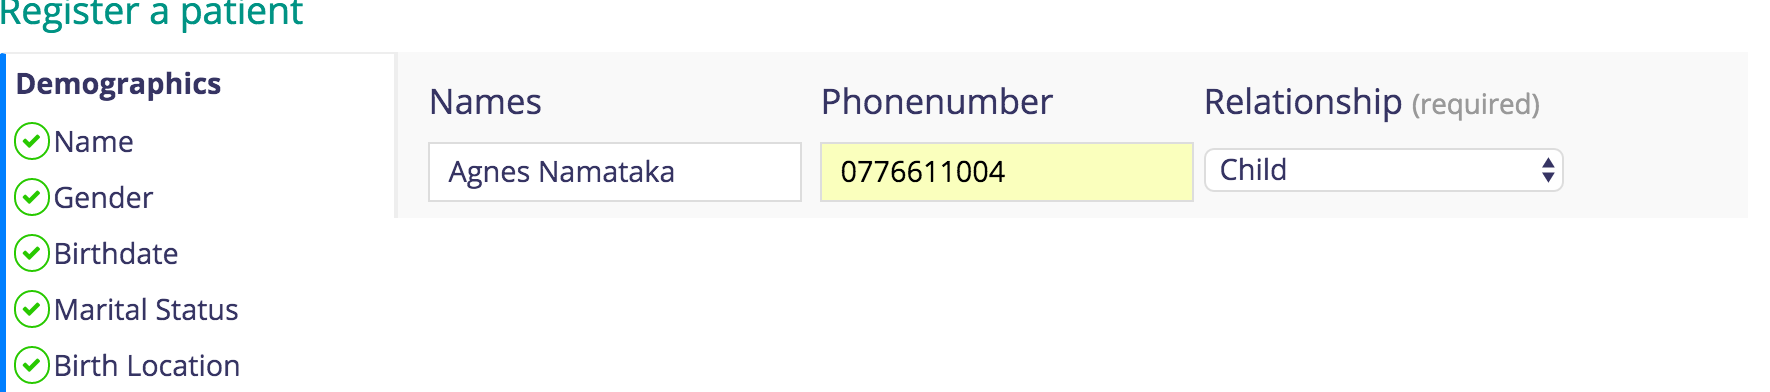 Register a patient
Demographics
Name
Gender
Birthdate
Marital Status
Birth Location
Names
Phonenumber
Relationship (required)
Agnes Namataka
0776611004
Child